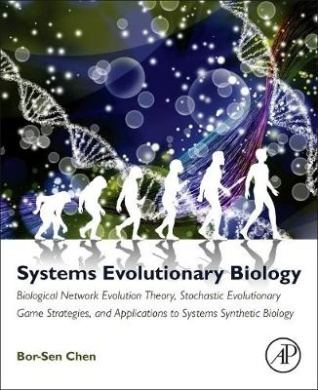 Systems Evolutionary Biology
Biological Network Evolution Theory, Stochastic Evolutionary
Game Strategies, and Applications to Systems Synthetic Biology
Bor-Sen Chen
AP